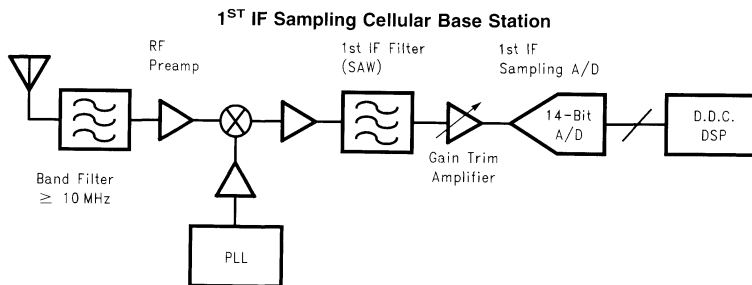 1ST IF Sampling Cellular Base Station
RF
Preamp
1st IF Filter
(SAW)
1st IF
Sampling A/D
14-Bit
A/D
D.D.C.
DSP
Gain Trim
Amplifier
Band Filter
≥ 10 MHz
PLL